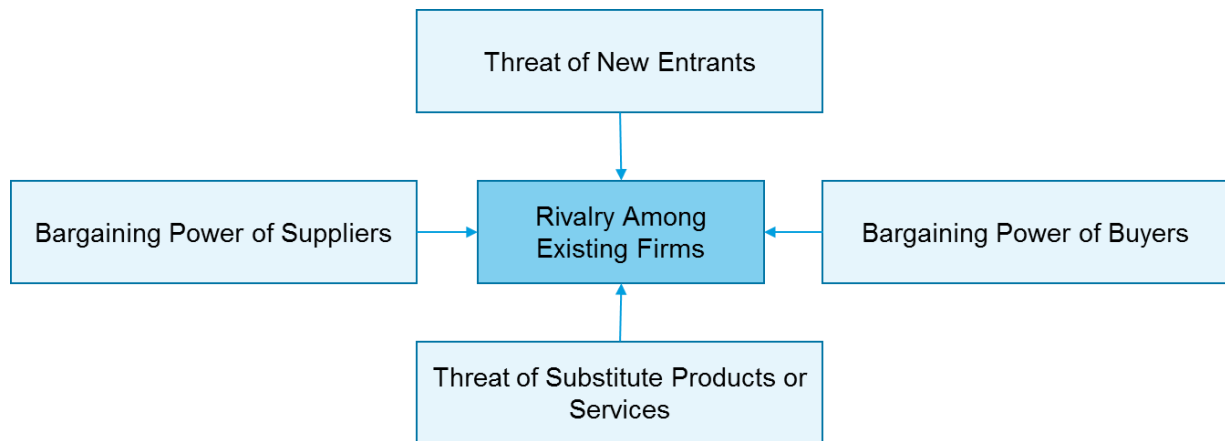 Threat of New Entrants
Bargaining Power of Suppliers
Rivalry Among
Existing Firms
Bargaining Power of Buyers
Threat of Substitute Products or
Services